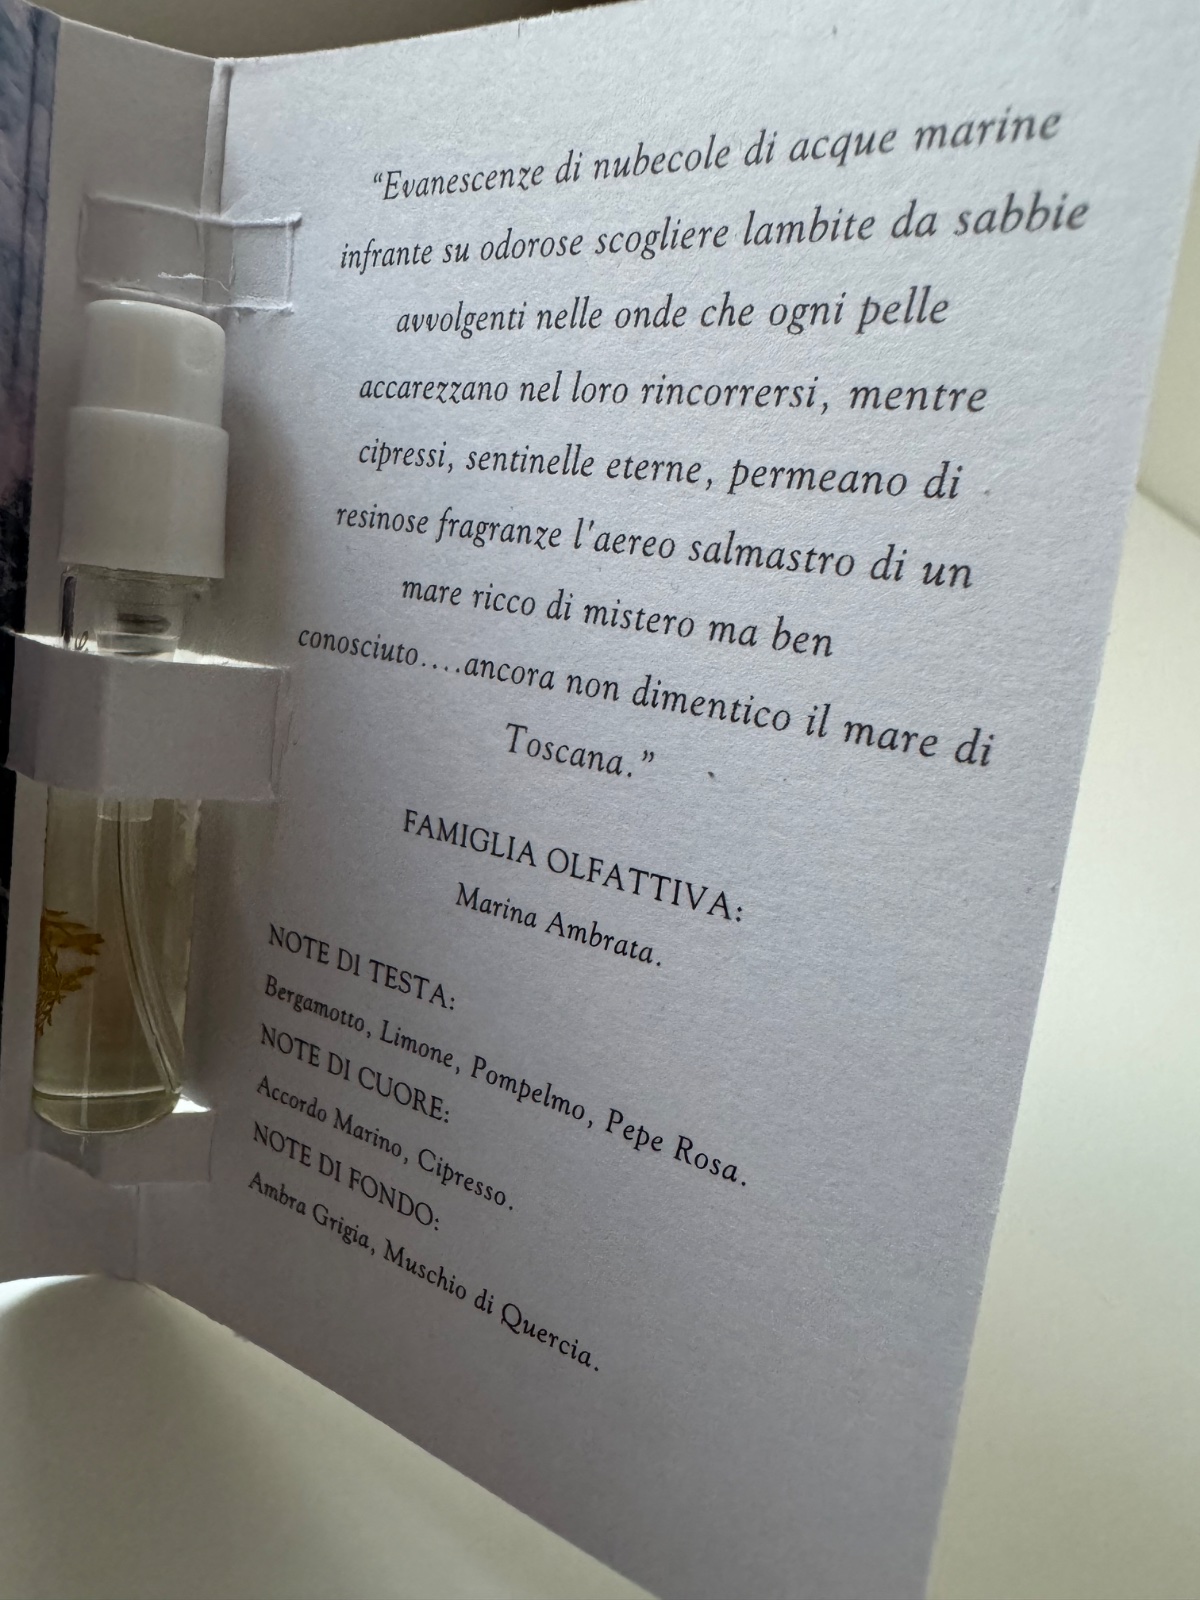 “Evanescenze di nubecole di acque marine
infrante su odorose scogliere lambite da sabbie
avvolgenti nelle onde che ogni pelle
accarezzano nel loro rincorrersi, mentre
cipressi, sentinelle eterne, permeano di
resinose fragranze l'aereo salmastro di un
mare ricco di mistero ma ben
conosciuto....ancora non dimentico il mare di
Toscana.”
FAMIGLIA OLFATTIVA:
Marina Ambrata.
NOTE DI TESTA:
Bergamotto, Limone, Pompelmo, Pepe Rosa.
NOTE DI CUORE:
Accordo Marino, Cipresso.
NOTE DI FONDO:
Ambra Grigia, Muschio di Quercia.